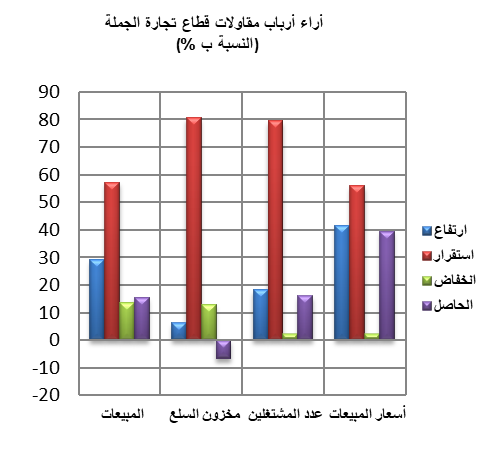 أراء أرباب مقاولات قطاع تجارة الجملة
(النسبة ب %)
90
80
70
60
50
40
30
20
10
0
-10
-20
ارتفاع
استقرار
انخفاض
الحاصل
المبيعات
مخزون السلع
عدد المشتغلين
أسعار المبيعات